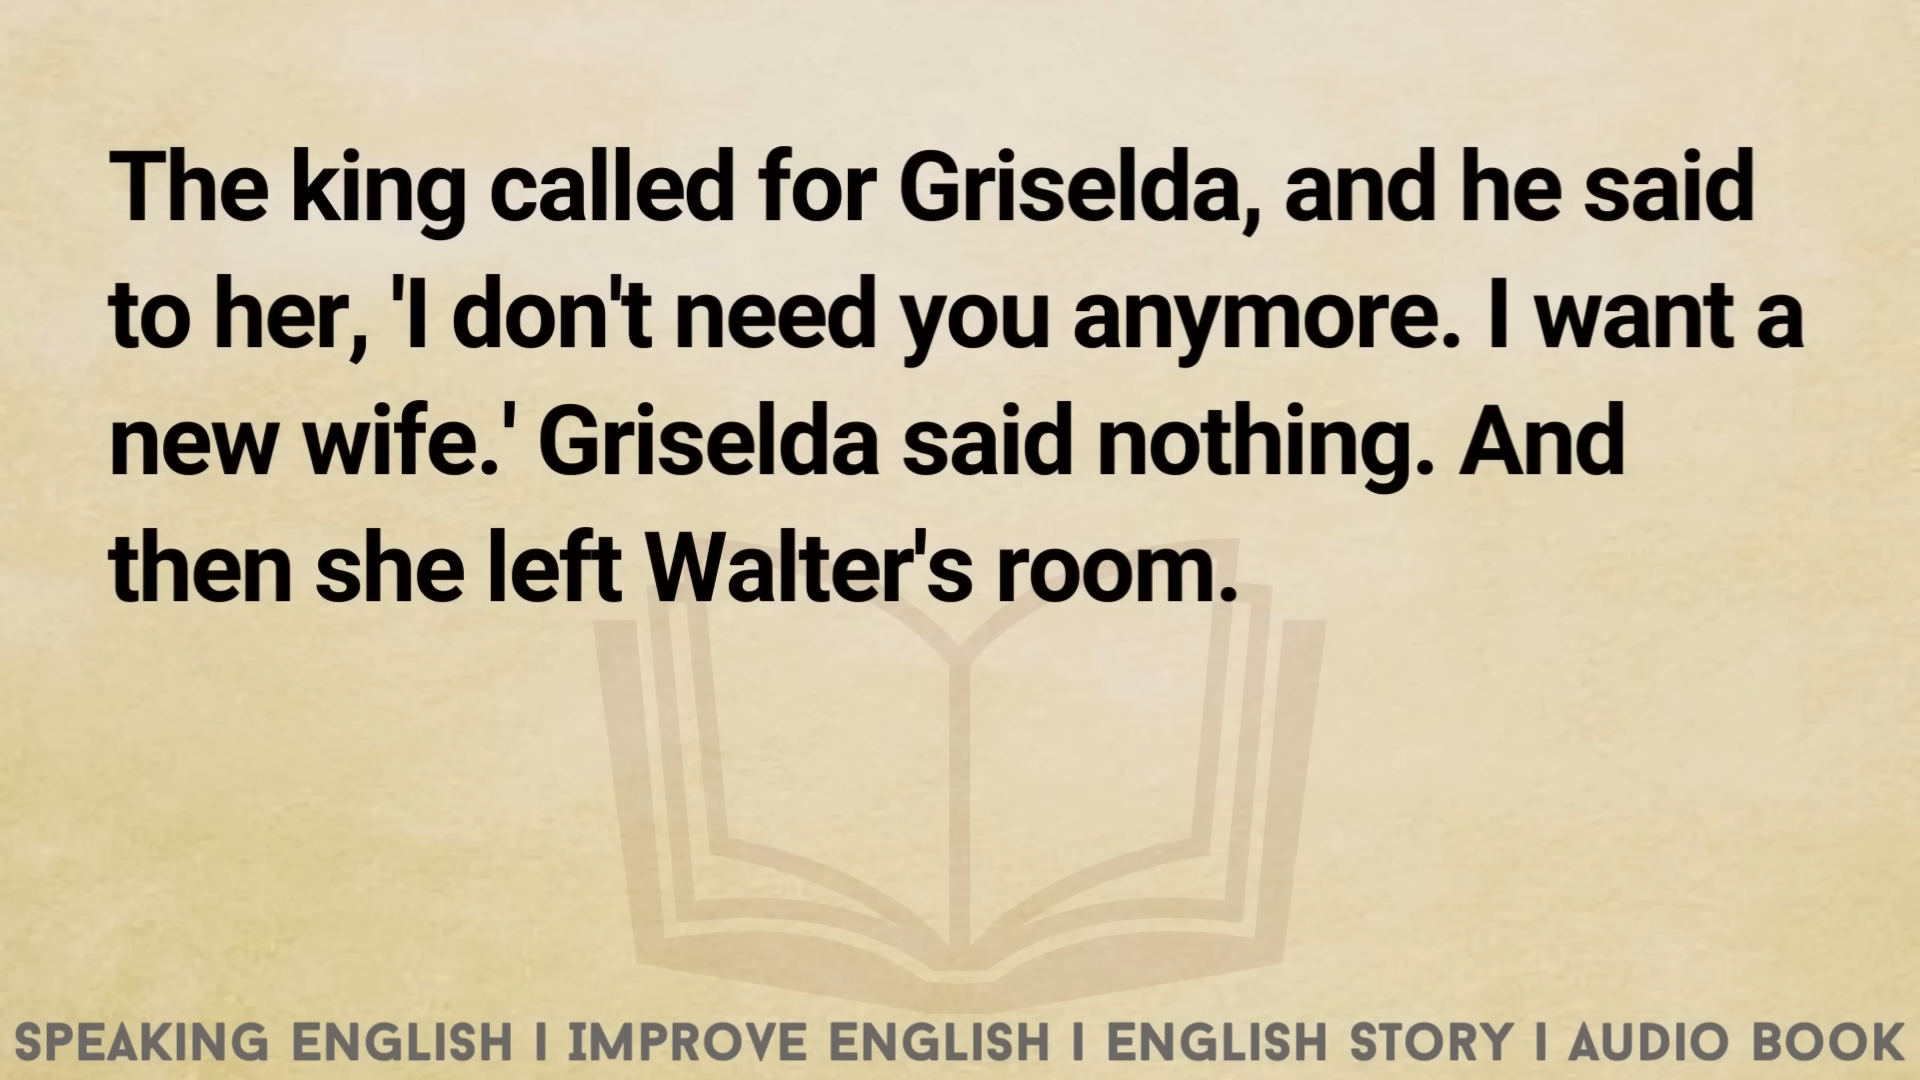 The king called for Griselda, and he said
to her, 'I don't need you anymore. I want a
new wife.' Griselda said nothing. And
then she left Walter's room.
SPEAKING ENGLISH I IMPROVE ENGLISH I ENGLISH STORY I AUDIO BOOK